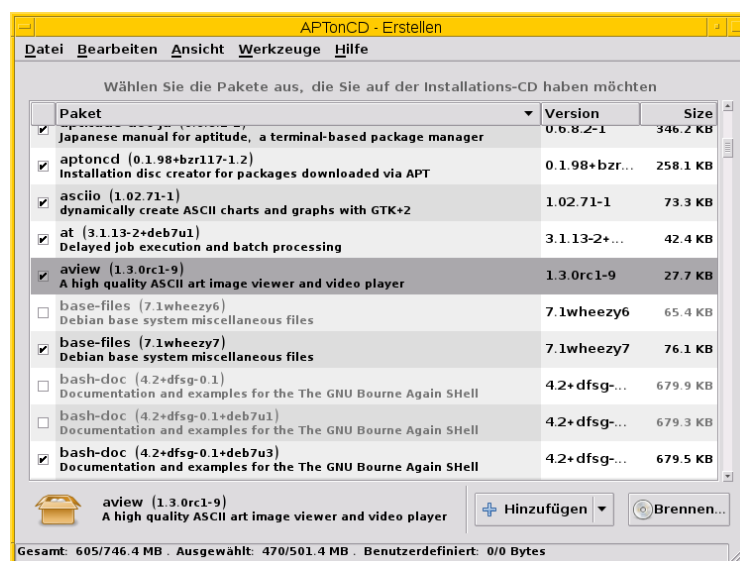 APTonCD - Erstellen
Datei Bearbeiten Ansicht Werkzeuge Hilfe
Wählen Sie die Pakete aus, die Sie auf der Installations-CD haben möchten
Paket Version Size
0.6.8.2-1 346.2 KB
Japanese manual for aptitude, a terminal-based package manager
aptoncd (0.1.98+bzr117-1.2)
Installation disc creator for packages downloaded via APT
0.1.98+bzr... 258.1 KB
asciio (1.02.71-1)
dynamically create ASCII charts and graphs with GTK+2
1.02.71-1 73.3 KB
at (3.1.13-2+deb7u1)
Delayed job execution and batch processing
3.1.13-2+... 42.4 KB
aview (1.3.0rc1-9)
A high quality ASCII art image viewer and video player
1.3.0rc1-9 27.7 KB
base-files (7.1wheezy6)
Debian base system miscellaneous files
7.1wheezy6 65.4 KB
base-files (7.1wheezy7)
Debian base system miscellaneous files
7.1wheezy7 76.1 KB
bash-doc (4.2+dfsg-0.1)
Documentation and examples for the The GNU Bourne Again SHell
4.2+dfsg-... 679.9 KB
bash-doc (4.2+dfsg-0.1+deb7u1)
Documentation and examples for the The GNU Bourne Again SHell
4.2+dfsg-... 679.3 KB
bash-doc (4.2+dfsg-0.1+deb7u3)
Documentation and examples for the The GNU Bourne Again SHell
4.2+dfsg-... 679.5 KB
aview (1.3.0rc1-9)
A high quality ASCII art image viewer and video player
Hinzufügen
Brennen...
Gesamt: 605/746.4 MB . Ausgewählt: 470/501.4 MB . Benutzerdefiniert: 0/0 Bytes